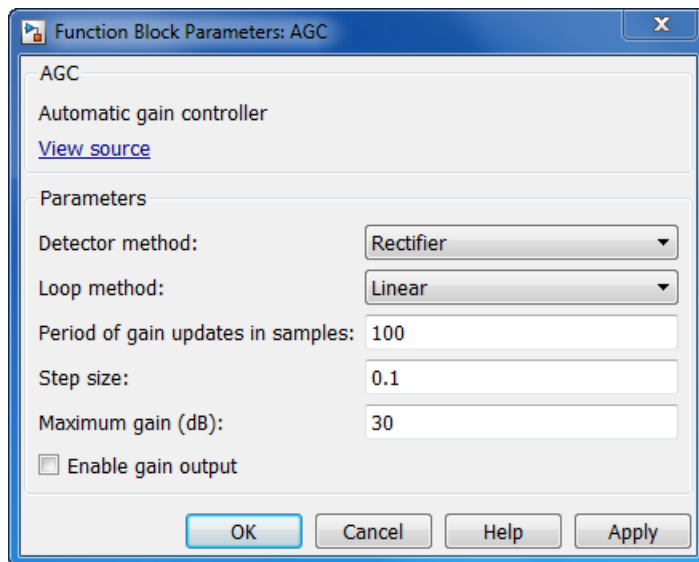 Function Block Parameters: AGC
X
AGC
Automatic gain controller
View source
Parameters
Detector method: Rectifier
Loop method: Linear
Period of gain updates in samples: 100
Step size: 0.1
Maximum gain (dB): 30
Enable gain output
OK Cancel Help Apply